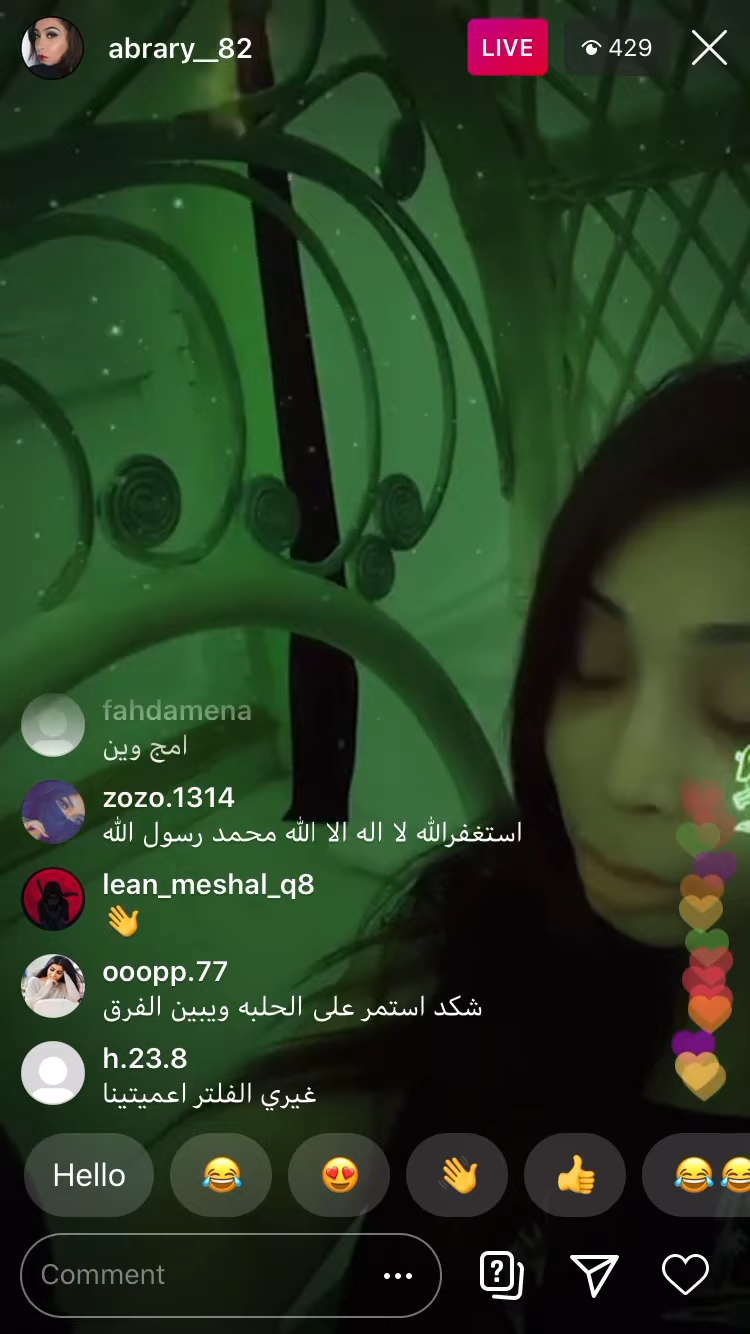 abrary__82
LIVE
429
fahdamena
امج وين
zozo.1314
استغفرالله لا اله الا الله محمد رسول الله
lean_meshal_q8
👋
ooopp.77
شكد استمر على الحلبه ويبين الفرق
h.23.8
غيري الفلتر اعميتينا
Hello 😂 😍 👋 👍 😂😂
Comment